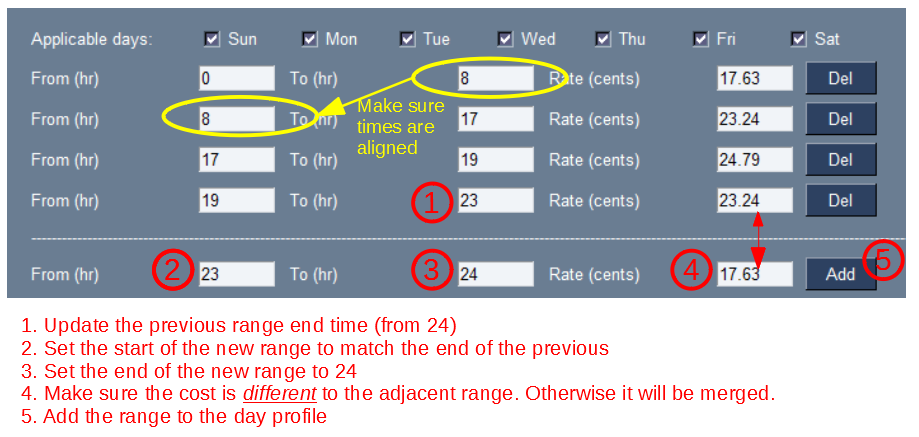 Applicable days: Sun Mon Tue Wed Thu Fri Sat
From (hr) 0 To (hr) 8 Rate (cents) 17.63 Del
Make sure
times are
aligned
From (hr) 8 To (hr) 17 Rate (cents) 23.24 Del
From (hr) 17 To (hr) 19 Rate (cents) 24.79 Del
From (hr) 19 To (hr) 1 23 Rate (cents) 23.24 Del
From (hr) 2 23 To (hr) 3 24 Rate (cents) 4 17.63 Add 5
1. Update the previous range end time (from 24)
2. Set the start of the new range to match the end of the previous
3. Set the end of the new range to 24
4. Make sure the cost is different to the adjacent range. Otherwise it will be merged.
5. Add the range to the day profile